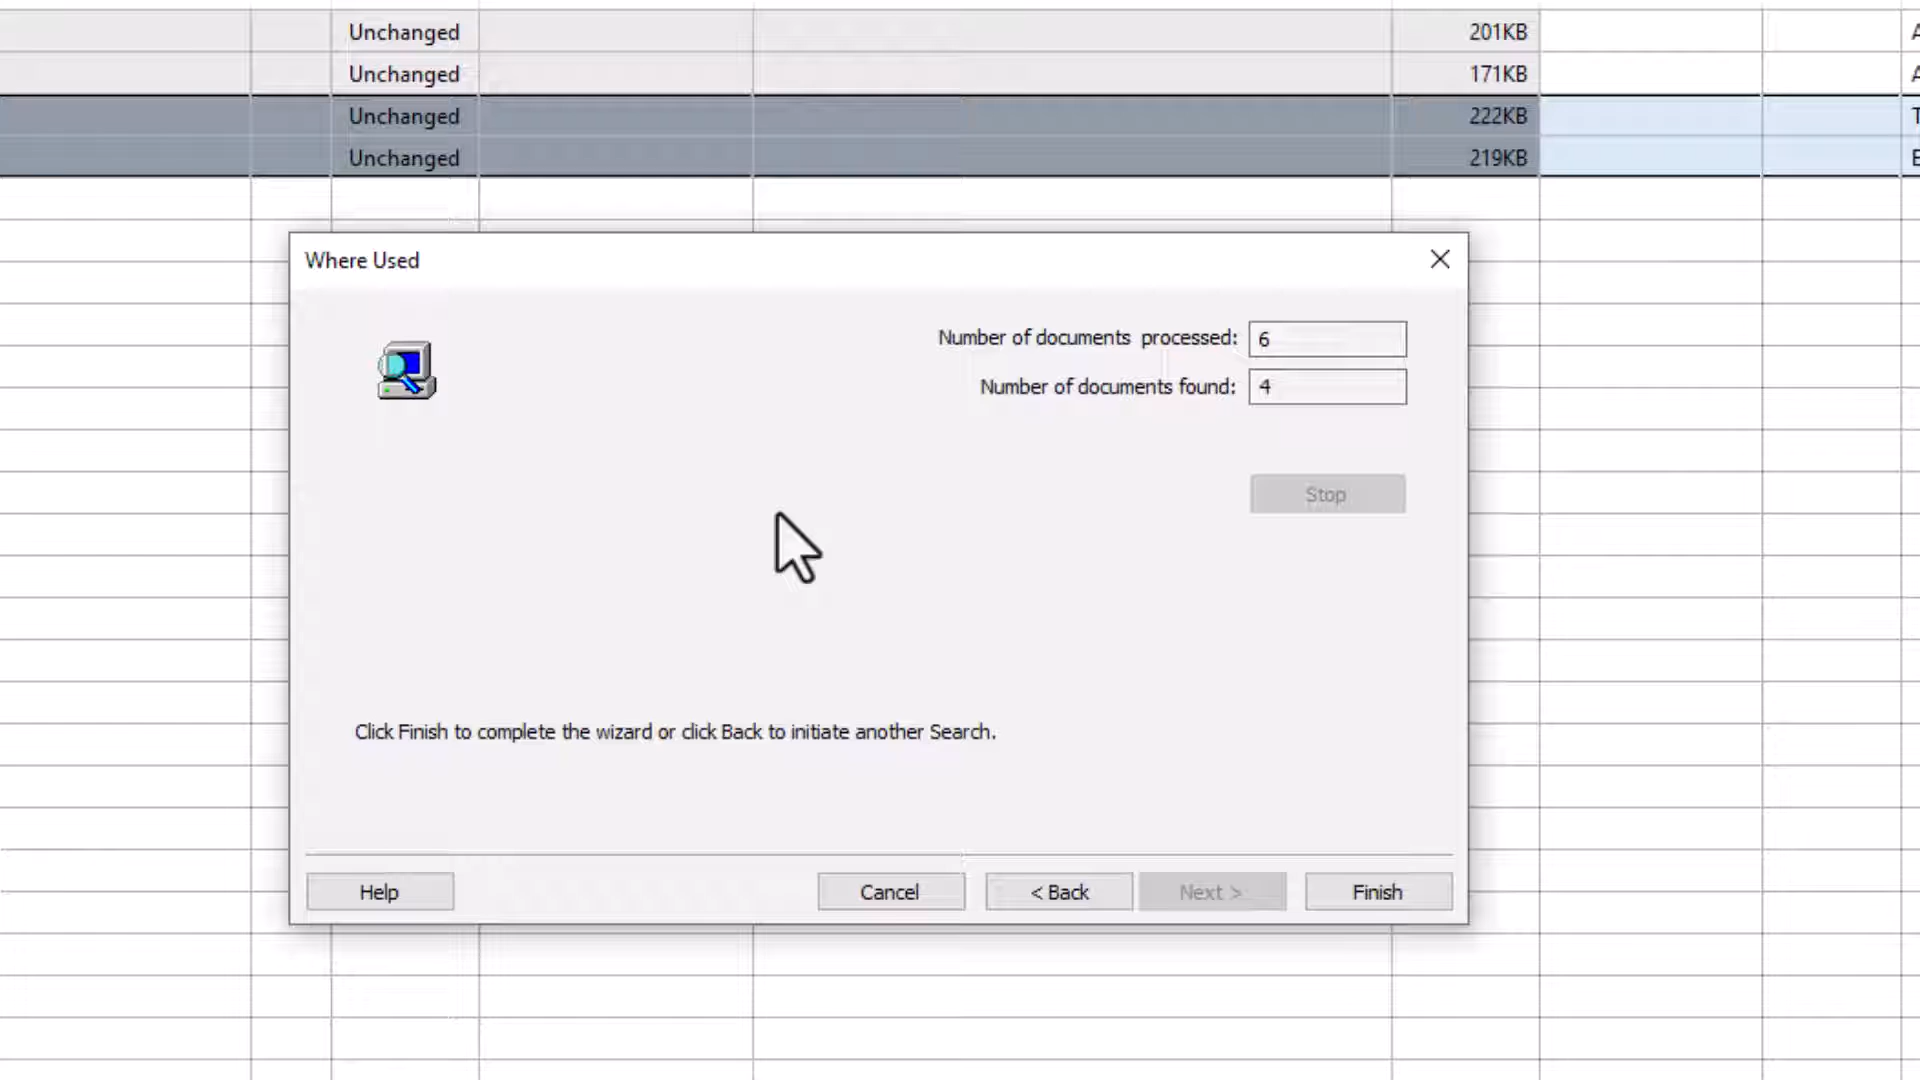 Unchanged 201KB A
Unchanged 171KB A
Unchanged 222KB T
Unchanged 219KB E
Where Used
Number of documents processed: 6
Number of documents found: 4
Stop
Click Finish to complete the wizard or click Back to initiate another Search.
Help Cancel < Back Next > Finish